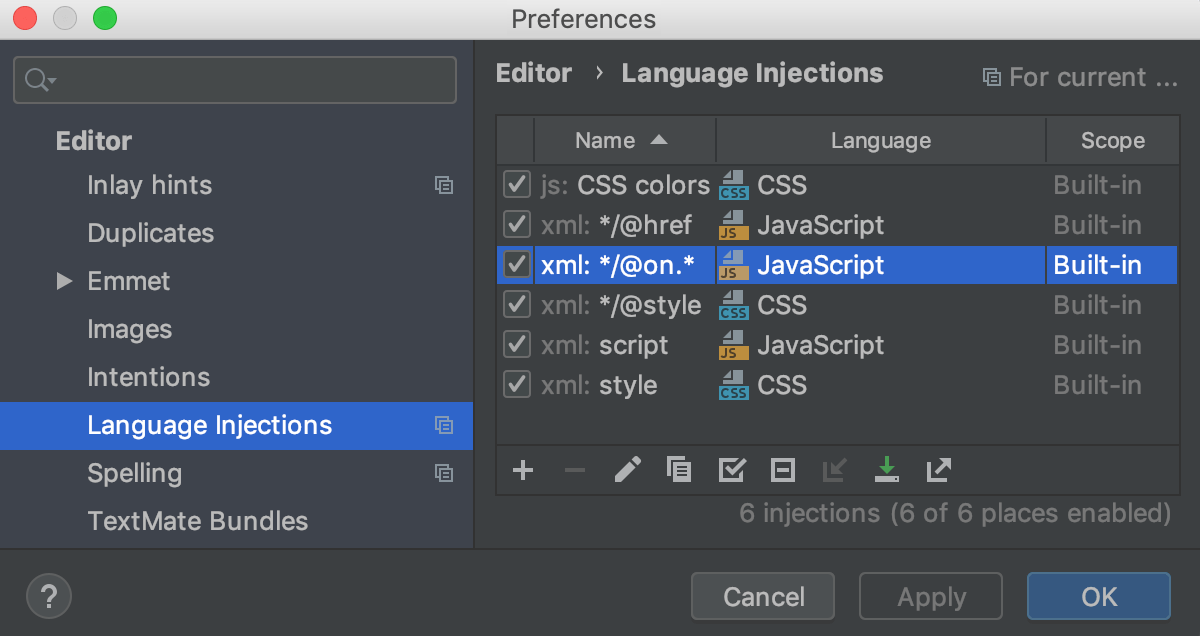 Preferences
Editor
Inlay hints
Duplicates
Emmet
Images
Intentions
Language Injections
Spelling
TextMate Bundles
Editor › Language Injections
For current ...
Name Language Scope
js: CSS colors CSS CSS Built-in
xml: */@href JS JavaScript Built-in
xml: */@on.* JS JavaScript Built-in
xml: */@style CSS CSS Built-in
xml: script JS JavaScript Built-in
xml: style CSS CSS Built-in
6 injections (6 of 6 places enabled)
? Cancel Apply OK